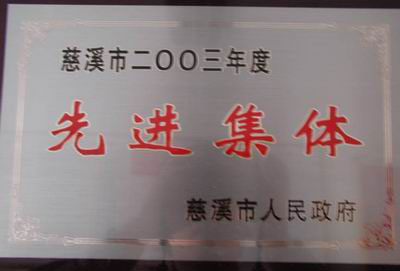 慈溪市二〇〇三年度
先进集体
慈溪市人民政府